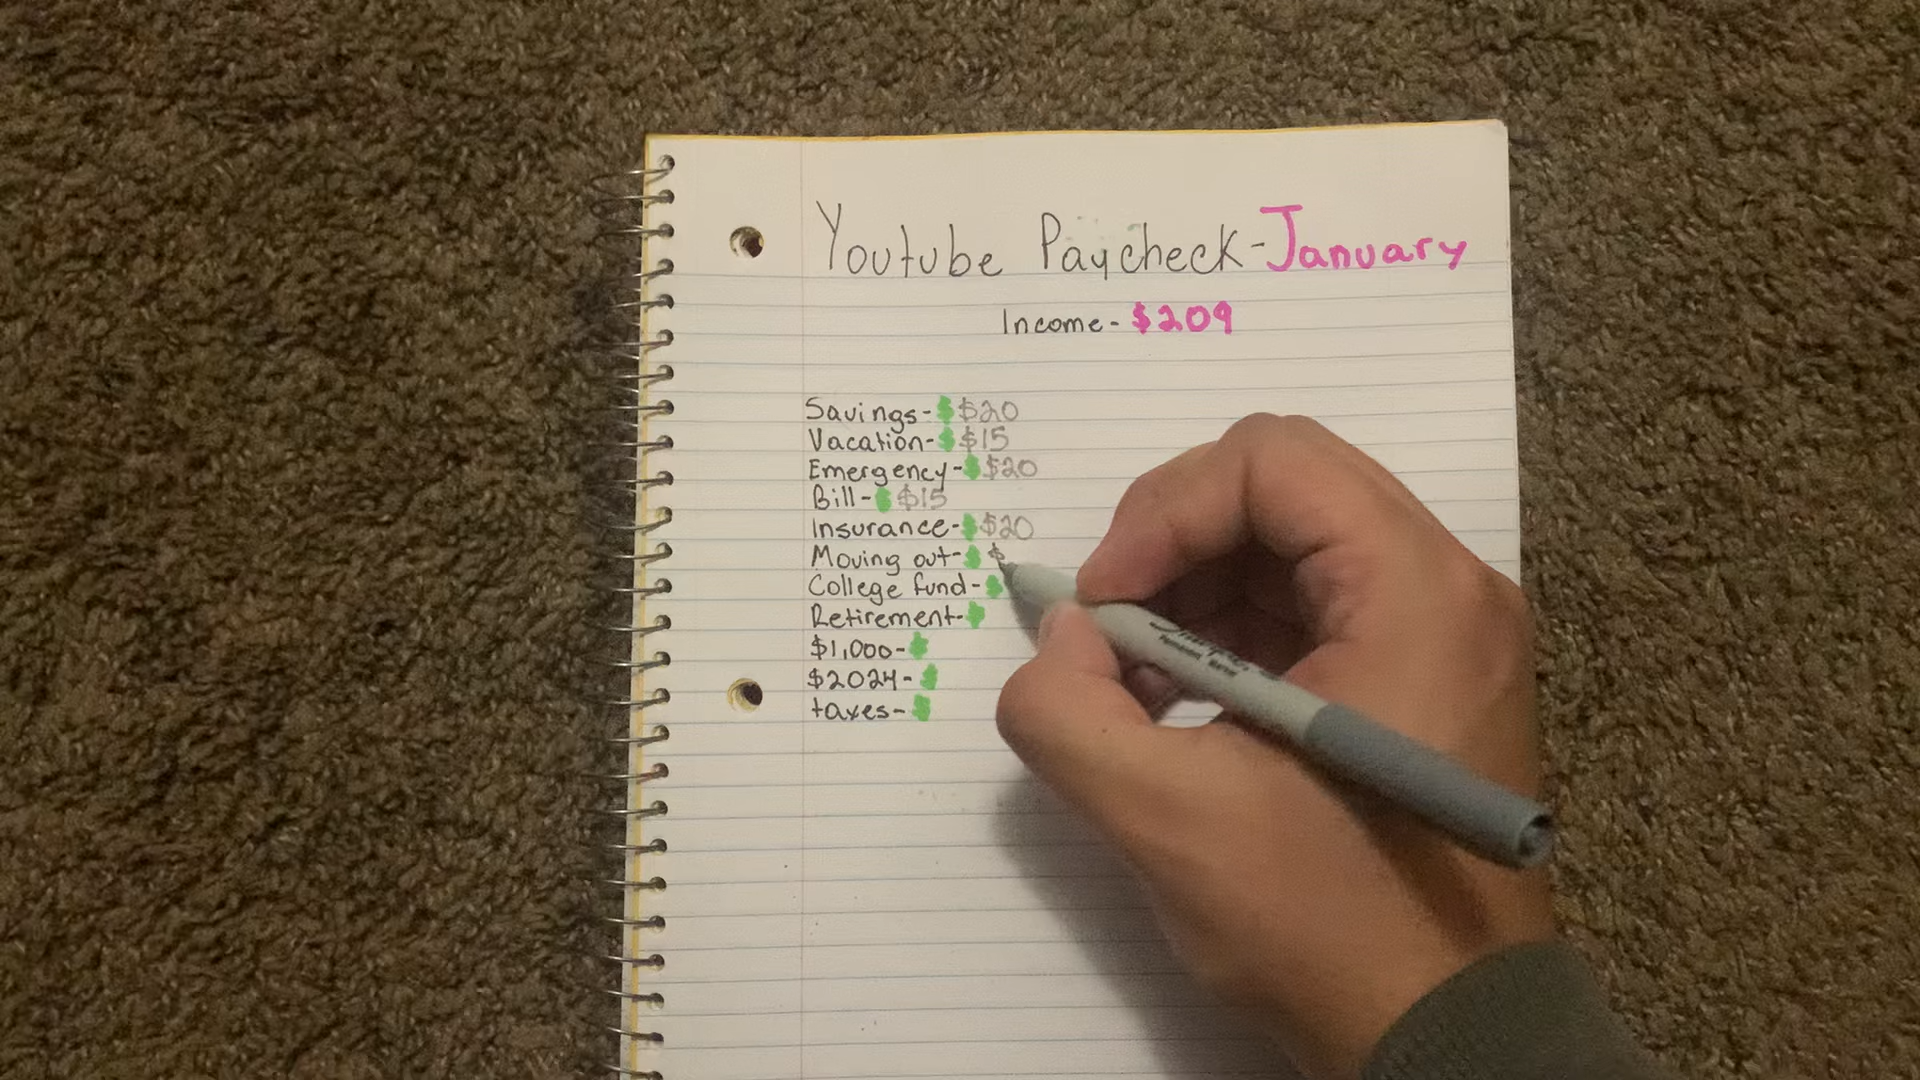 Youtube Paycheck-January
Income-$209
Savings-$ $20
Vacation-$ $15
Emergency-$ $20
Bill-$ $15
Insurance-$ $20
Moving out-$ $
College fund-$
Retirement-$
$1,000-$
$2024-$
taxes-$
Sharpie